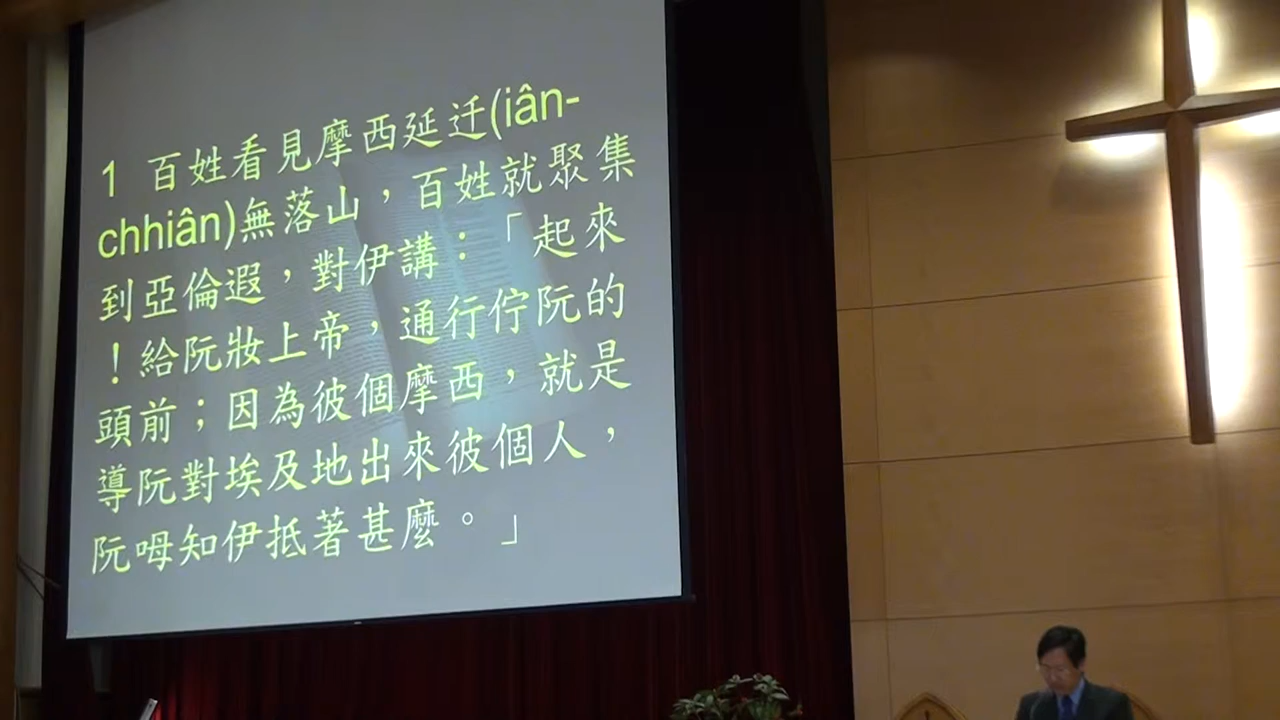 1 百姓看見摩西延迁(iân-
chhiân)無落山，百姓就聚集
到亞倫遐，對伊講：「起來
！給阮妝上帝，通行佇阮的
頭前；因為彼個摩西，就是
導阮對埃及地出來彼個人，
阮呣知伊抵著甚麼。」